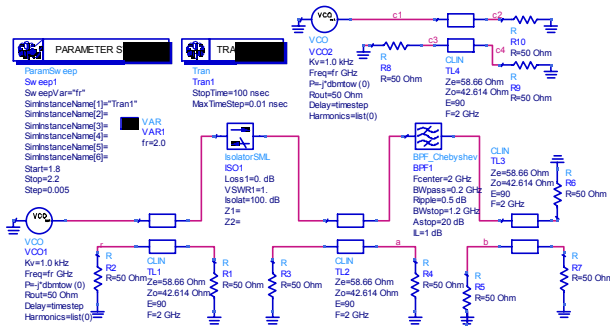 VCO
VCO
VCO2
Kv=1.0 kHz
Freq=fr GHz
P=-j*dbmtow (0)
Rout=50 Ohm
Delay=timestep
Harmonics=list(0)
c1
c2
R
R10
R=50 Ohm
c3
R
R8
R=50 Ohm
c4
CLIN
TL4
Ze=58.66 Ohm
Zo=42.614 Ohm
E=90
F=2 GHz
R
R9
R=50 Ohm
PARAMETER S
ParamSweep
Sweep1
SweepVar="fr"
SimInstanceName[1]="Tran1"
SimInstanceName[2]=
SimInstanceName[3]=
SimInstanceName[4]=
SimInstanceName[5]=
SimInstanceName[6]=
Start=1.8
Stop=2.2
Step=0.005
TRA
Tran
Tran1
StopTime=100 nsec
MaxTimeStep=0.01 nsec
VAR
VAR1
fr=2.0
IsolatorSML
ISO1
Loss1=0. dB
VSWR1=1.
Isolat=100. dB
Z1=
Z2=
BPF_Chebyshev
BPF1
Fcenter=2 GHz
BWpass=0.2 GHz
Ripple=0.5 dB
BWstop=1.2 GHz
Astop=20 dB
IL=1 dB
CLIN
TL3
Ze=58.66 Ohm
Zo=42.614 Ohm
E=90
F=2 GHz
R
R6
R=50 Ohm
VCO
VCO
VCO1
Kv=1.0 kHz
Freq=fr GHz
P=-j*dbmtow (0)
Rout=50 Ohm
Delay=timestep
Harmonics=list(0)
r
R
R2
R=50 Ohm
CLIN
TL1
Ze=58.66 Ohm
Zo=42.614 Ohm
E=90
F=2 GHz
R
R1
R=50 Ohm
R
R3
R=50 Ohm
CLIN
TL2
Ze=58.66 Ohm
Zo=42.614 Ohm
E=90
F=2 GHz
a
R
R4
R=50 Ohm
b
R
R5
R=50 Ohm
R
R7
R=50 Ohm